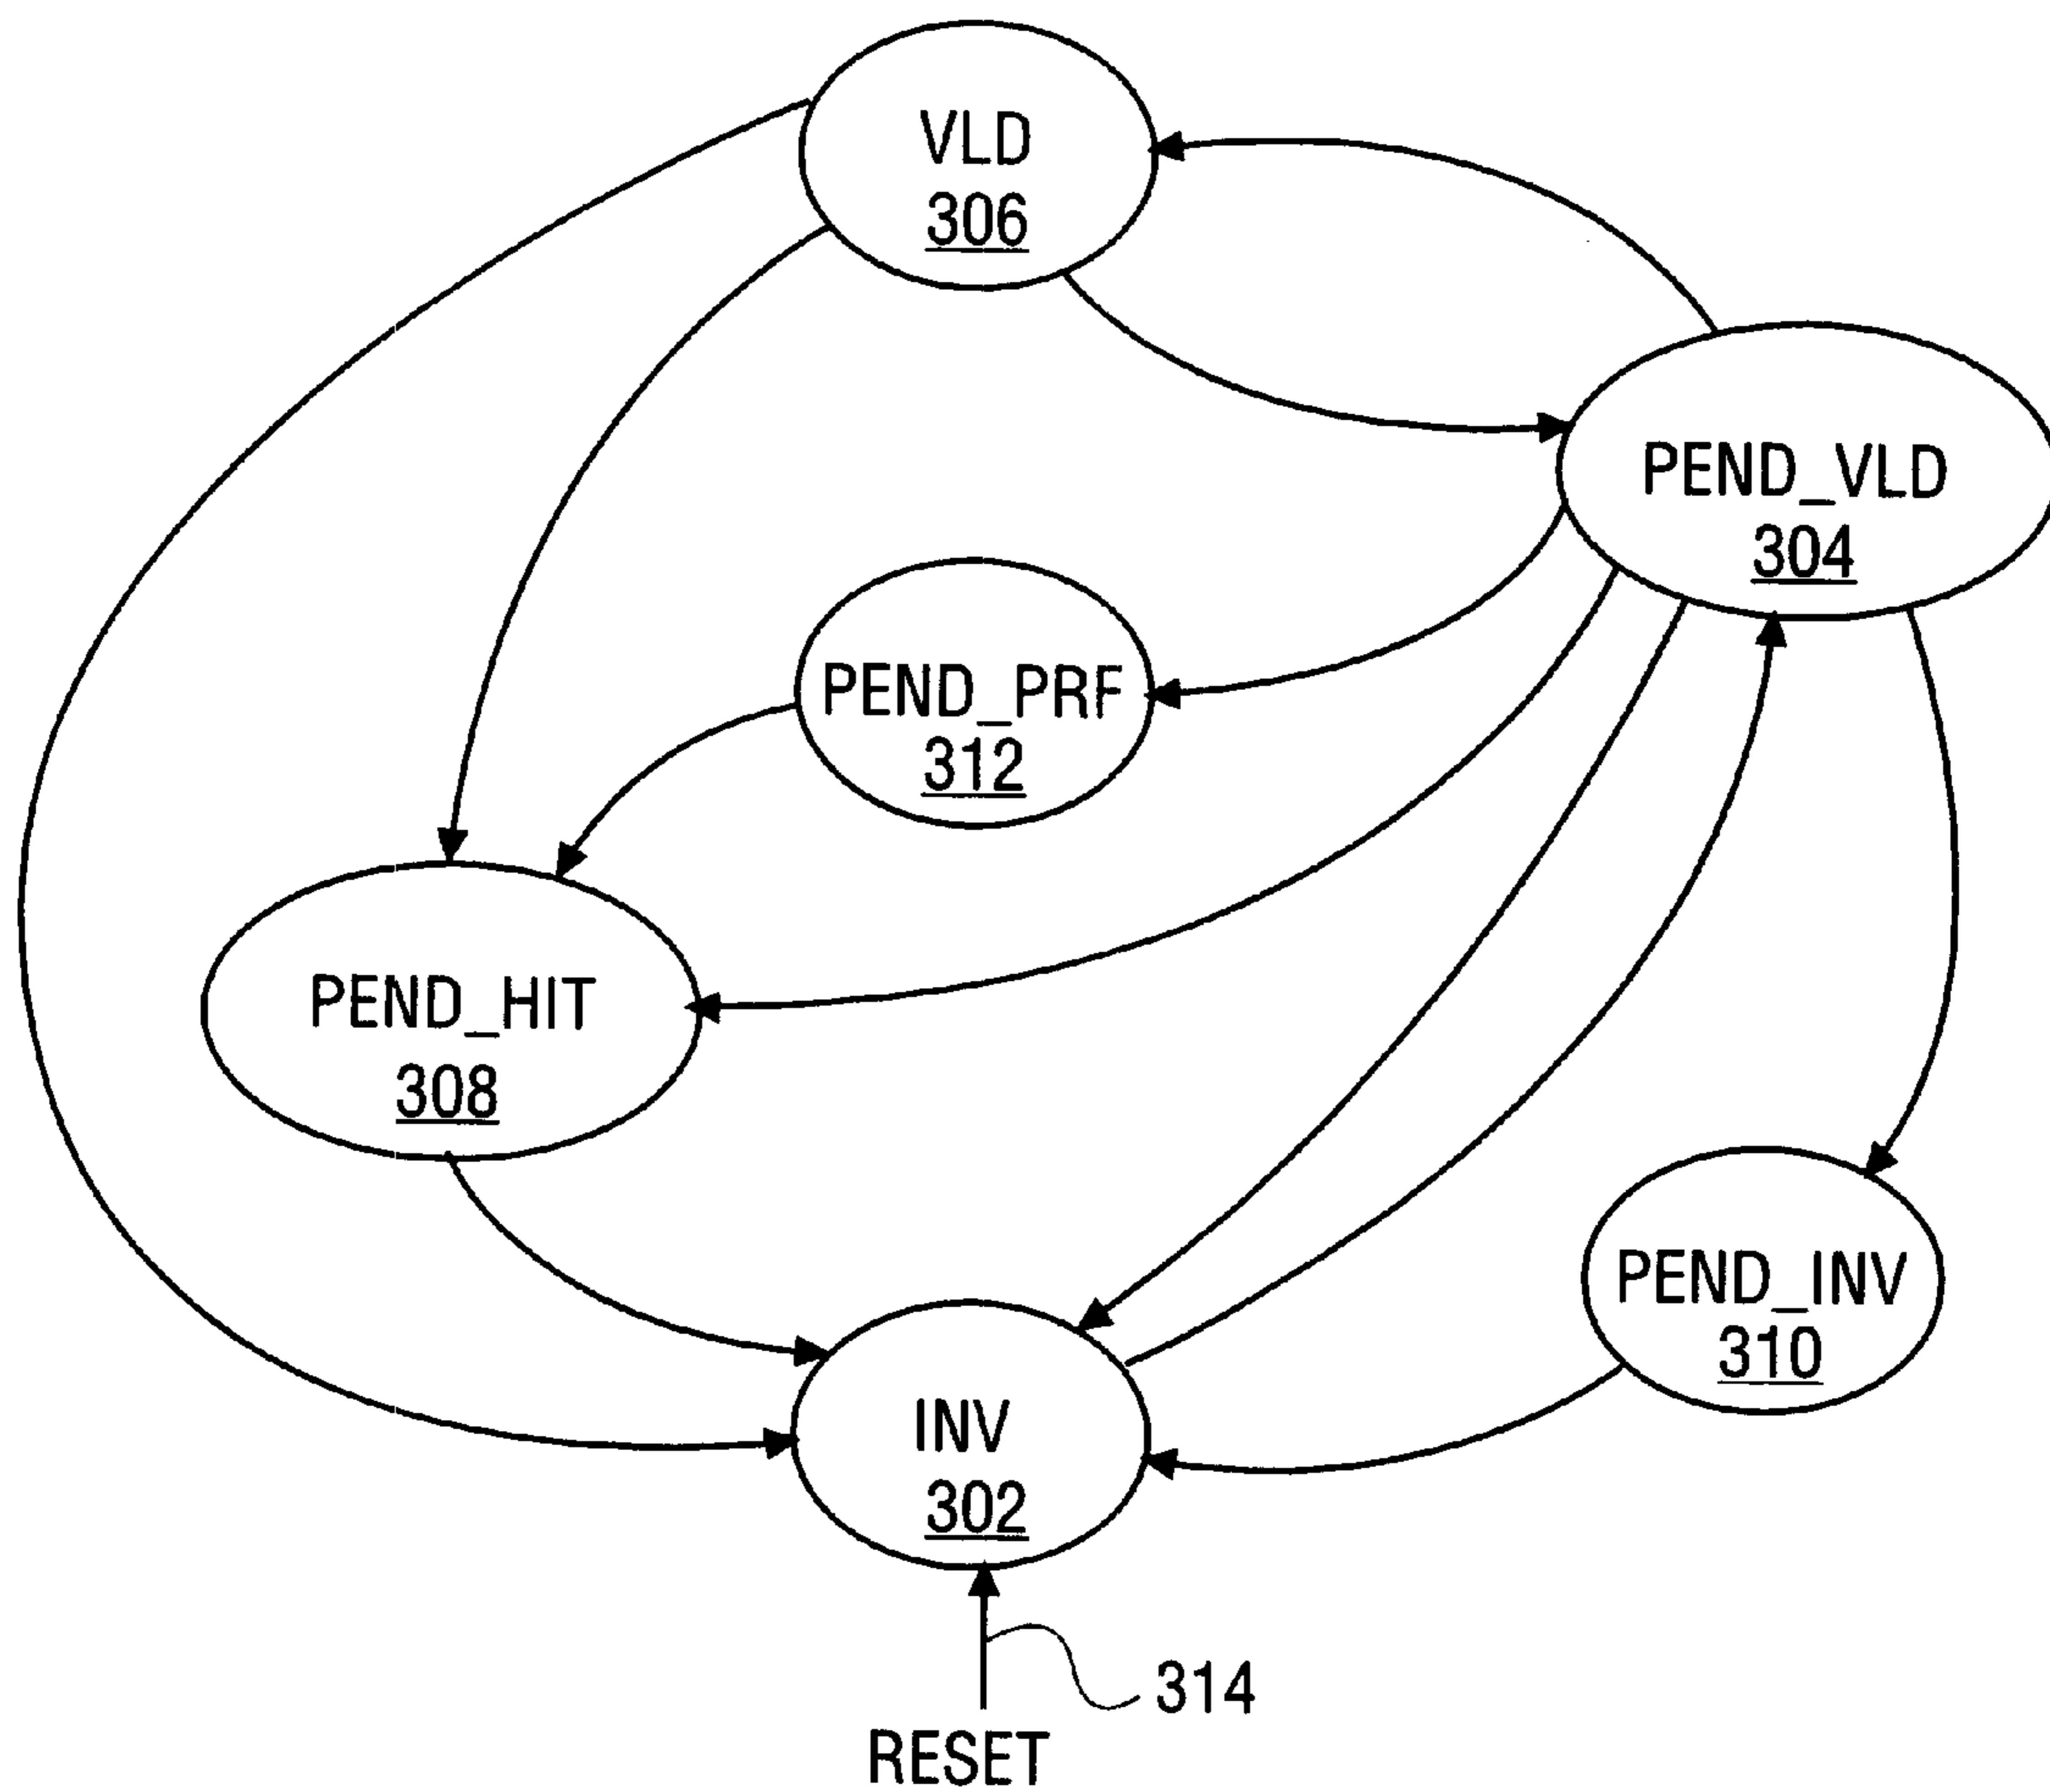 VLD
306
PEND_VLD
304
PEND_PRF
312
PEND_HIT
308
PEND_INV
310
INV
302
314
RESET